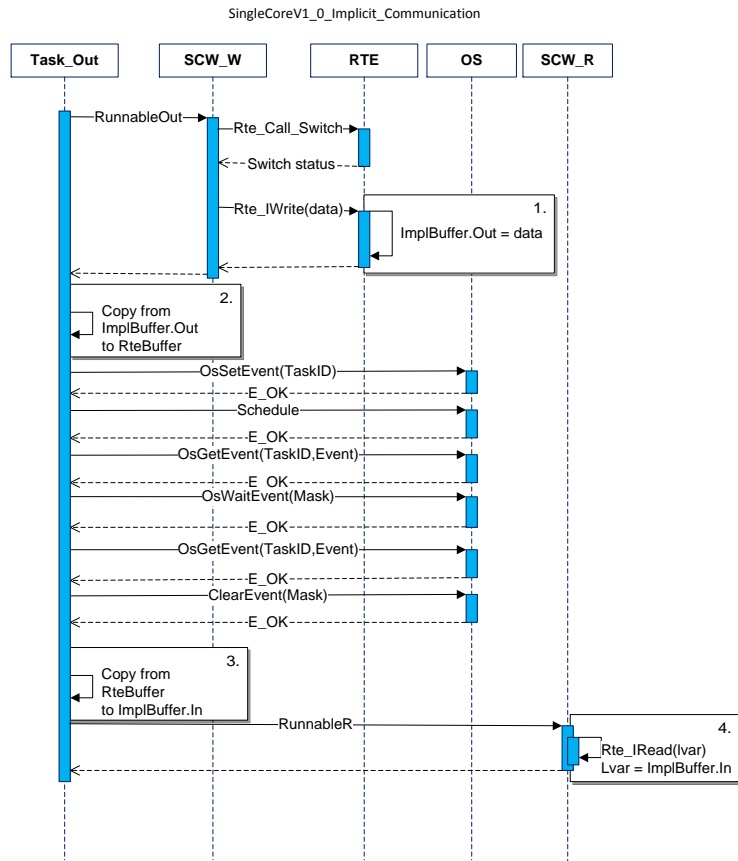 SingleCoreV1_0_Implicit_Communication
Task_Out
SCW_W
RTE
OS
SCW_R
RunnableOut
Rte_Call_Switch
Switch status
Rte_IWrite(data)
1.
ImplBuffer.Out = data
2.
Copy from
ImplBuffer.Out
to RteBuffer
OsSetEvent(TaskID)
E_OK
Schedule
E_OK
OsGetEvent(TaskID,Event)
E_OK
OsWaitEvent(Mask)
E_OK
OsGetEvent(TaskID,Event)
E_OK
ClearEvent(Mask)
E_OK
3.
Copy from
RteBuffer
to ImplBuffer.In
RunnableR
4.
Rte_IRead(lvar)
Lvar = ImplBuffer.In